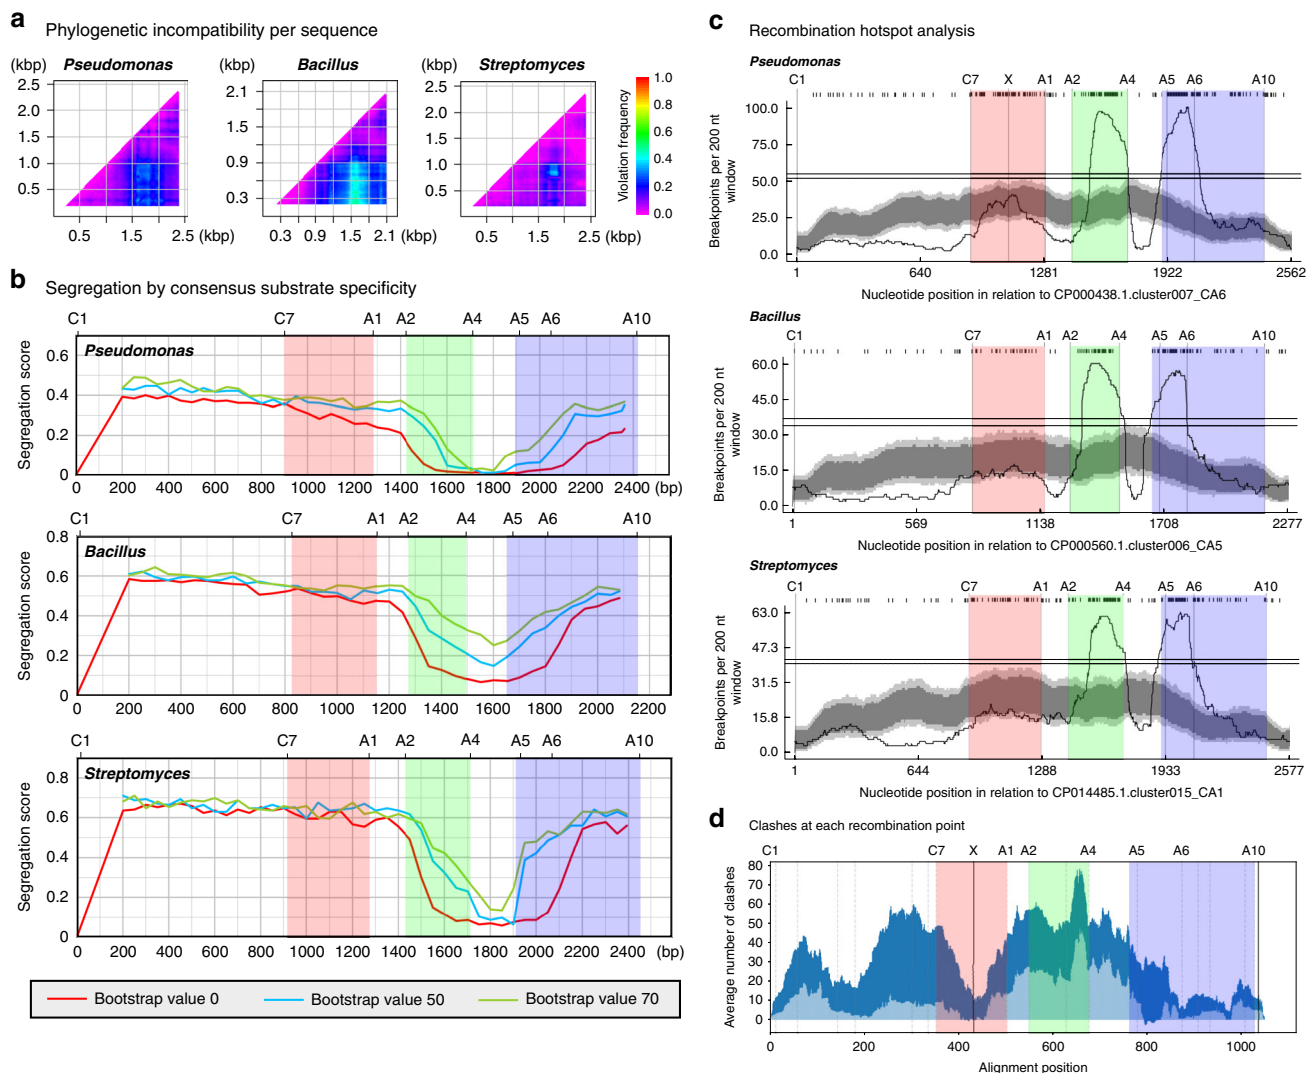 a
Phylogenetic incompatibility per sequence
(kbp) Pseudomonas
2.5
2.0
1.5
1.0
0.5
0.5 1.5 2.5 (kbp)
(kbp) Bacillus
2.1
1.5
0.9
0.3
0.3 0.9 1.5 2.1 (kbp)
(kbp) Streptomyces
2.5
2.0
1.5
1.0
0.5
0.5 1.5 2.5
Violation frequency
1.0
0.8
0.6
0.4
0.2
0.0
b
Segregation by consensus substrate specificity
C1 C7 A1 A2 A4 A5 A6 A10
Pseudomonas
Segregation score
0.6
0.4
0.2
0
0 200 400 600 800 1000 1200 1400 1600 1800 2000 2200 2400 (bp)
C1 C7 A1 A2 A4 A5 A6 A10
Bacillus
Segregation score
0.8
0.6
0.4
0.2
0
0 200 400 600 800 1000 1200 1400 1600 1800 2000 2200
C1 C7 A1 A2 A4 A5 A6 A10
Streptomyces
Segregation score
0.8
0.6
0.4
0.2
0
0 200 400 600 800 1000 1200 1400 1600 1800 2000 2200 2400 (bp)
Bootstrap value 0 Bootstrap value 50 Bootstrap value 70
c
Recombination hotspot analysis
Pseudomonas
C1 C7 X A1 A2 A4 A5 A6 A10
Breakpoints per 200 nt
window
100.0
75.0
50.0
25.0
0.0
1 640 1281 1922 2562
Nucleotide position in relation to CP000438.1.cluster007_CA6
Bacillus
C1 C7 A1 A2 A4 A5 A6 A10
Breakpoints per 200 nt
window
60.0
45.0
30.0
15.0
0.0
1 569 1138 1708 2277
Nucleotide position in relation to CP000560.1.cluster006_CA5
Streptomyces
C1 C7 A1 A2 A4 A5 A6 A10
Breakpoints per 200 nt
window
63.0
47.3
31.5
15.8
0.0
1 644 1288 1933 2577
Nucleotide position in relation to CP014485.1.cluster015_CA1
d
Clashes at each recombination point
C1 C7 X A1 A2 A4 A5 A6 A10
Average number of clashes
80
70
60
50
40
30
20
10
0
0 200 400 600 800 1000
Alignment position